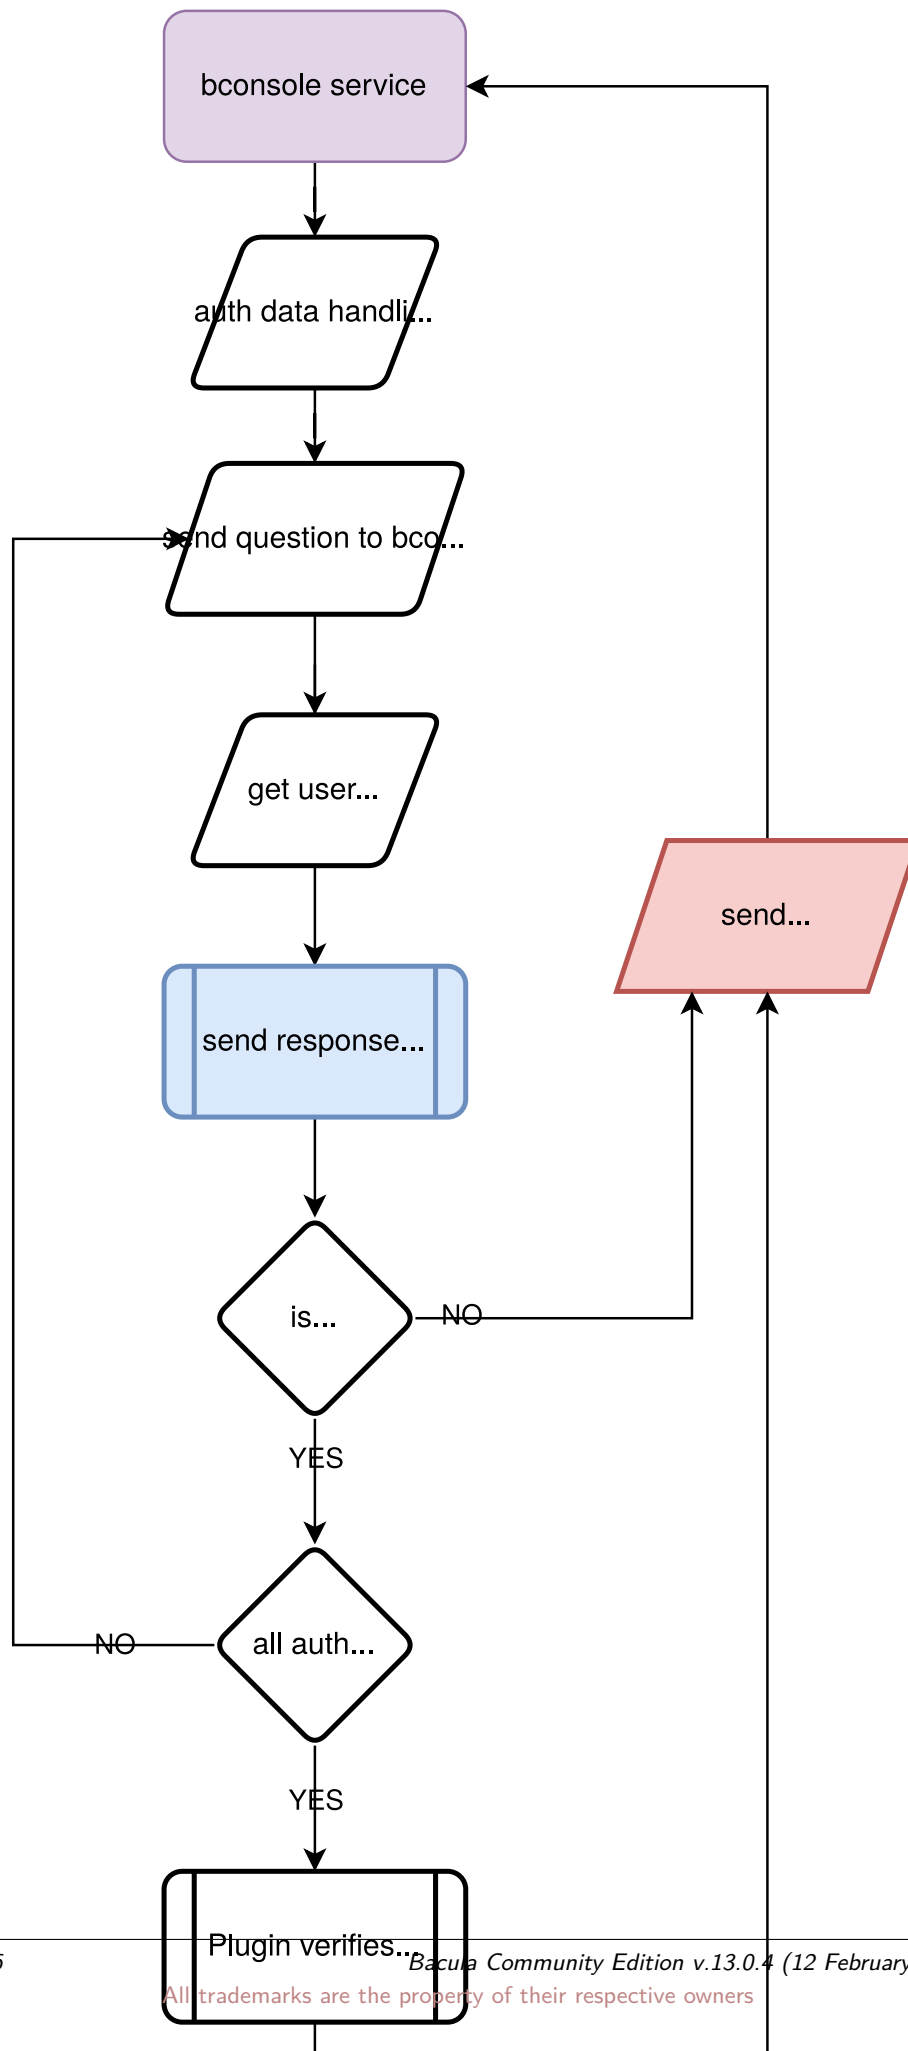 bconsole service
auth data handli...
send question to bco...
get user...
send...
send response...
is...
NO
YES
all auth...
NO
YES
Plugin verifies...
Bacula Community Edition v.13.0.4 (12 February
All trademarks are the property of their respective owners